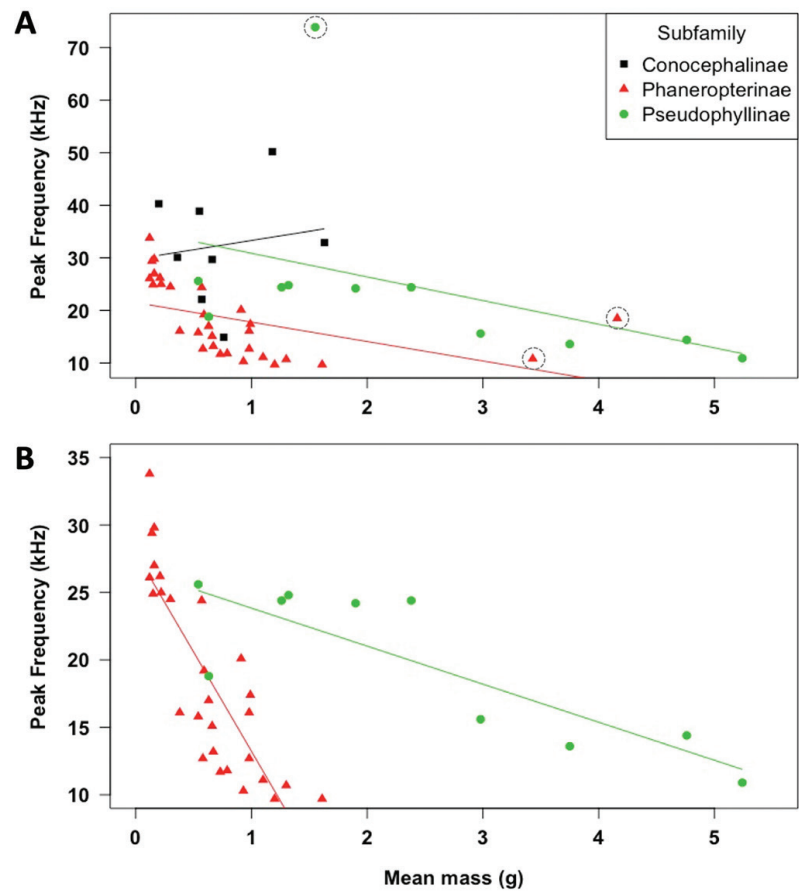 A
Peak Frequency (kHz)
70
60
50
40
30
20
10
Subfamily
Conocephalinae
Phaneropterinae
Pseudophyllinae
0 1 2 3 4 5
B
Peak Frequency (kHz)
35
30
25
20
15
10
0 1 2 3 4 5
Mean mass (g)